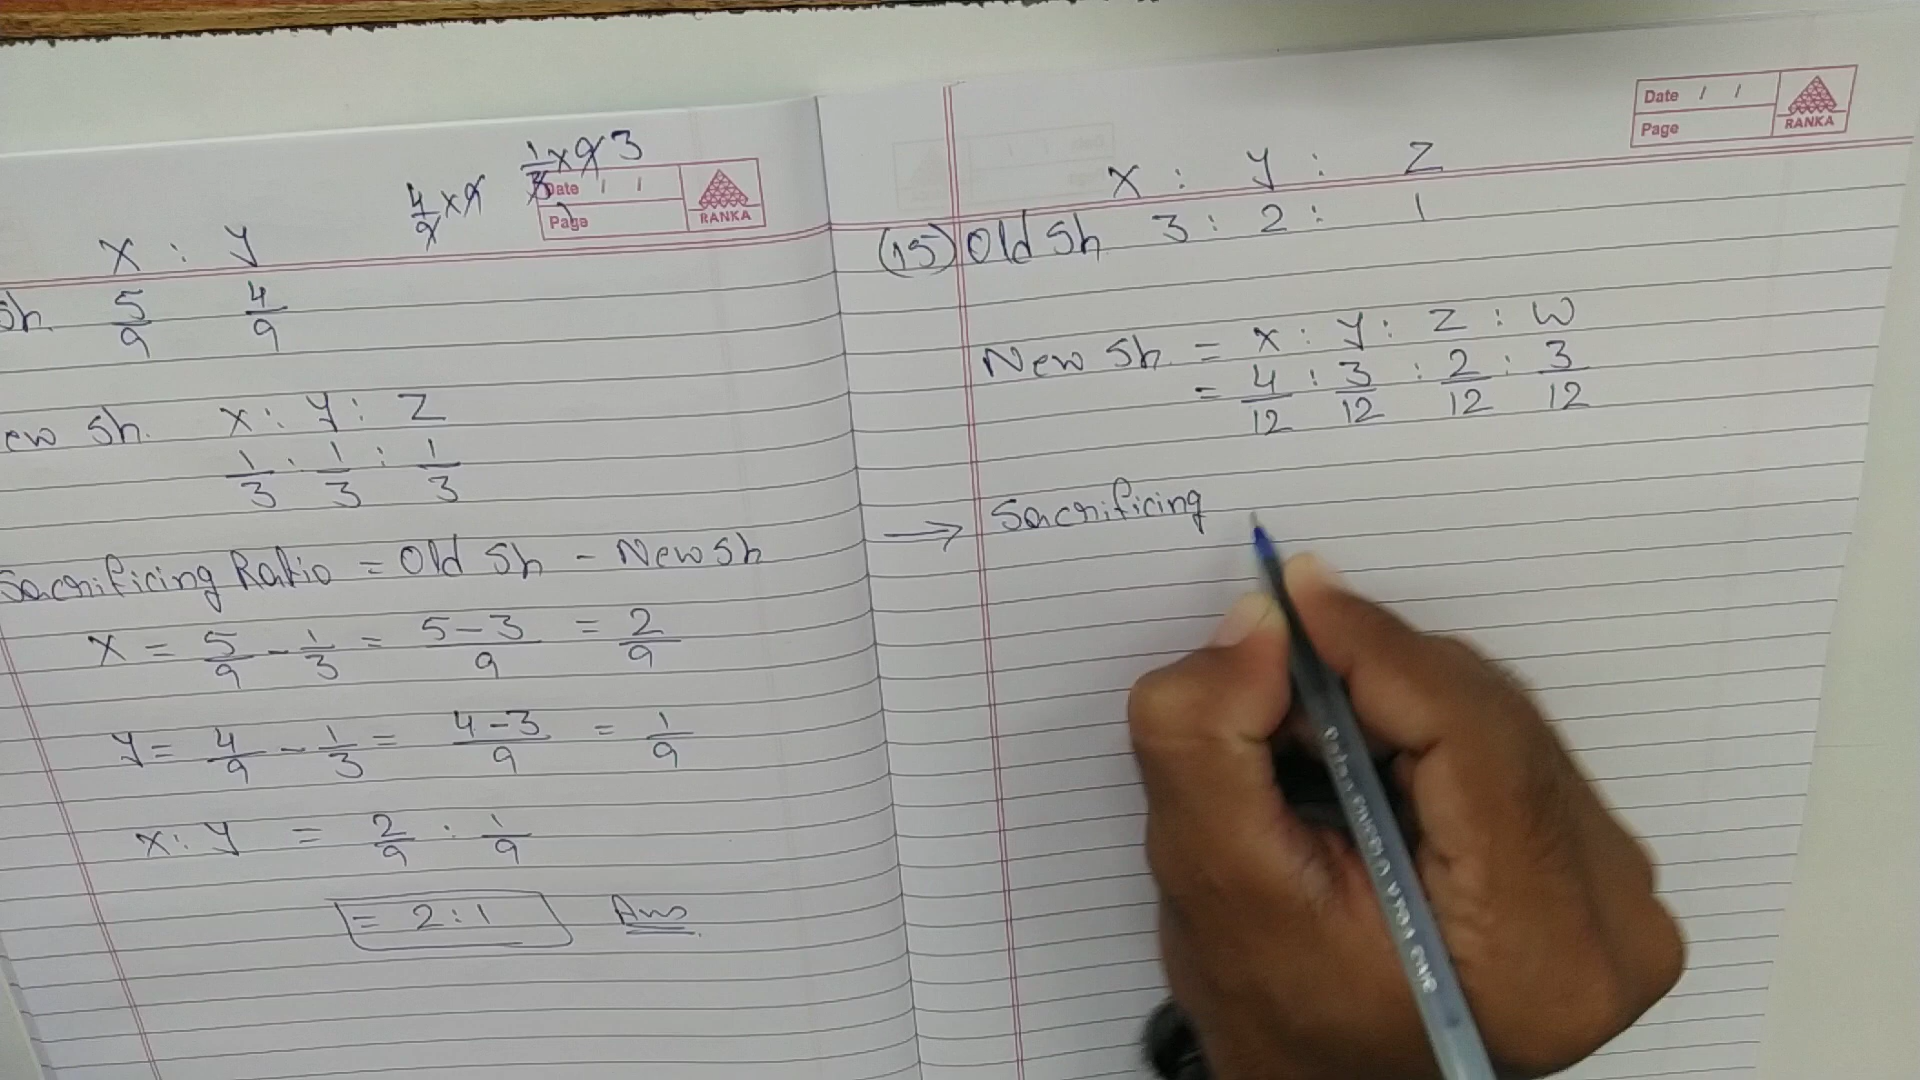 1/3 x 9 3
4/9 x 9
Date / /
Page
RANKA
X : Y
Sh 5/9 4/9
ew Sh. X : Y : Z
1/3 : 1/3 : 1/3
Sacrificing Ratio = Old Sh - New Sh
X = 5/9 - 1/3 = 5-3/9 = 2/9
Y = 4/9 - 1/3 = 4-3/9 = 1/9
X : Y = 2/9 : 1/9
= 2:1 Ans
Date / /
Page
RANKA
X : Y : Z
(15) Old Sh 3 : 2 : 1
New Sh = X : Y : Z : W
= 4/12 : 3/12 : 2/12 : 3/12
→ Sacrificing